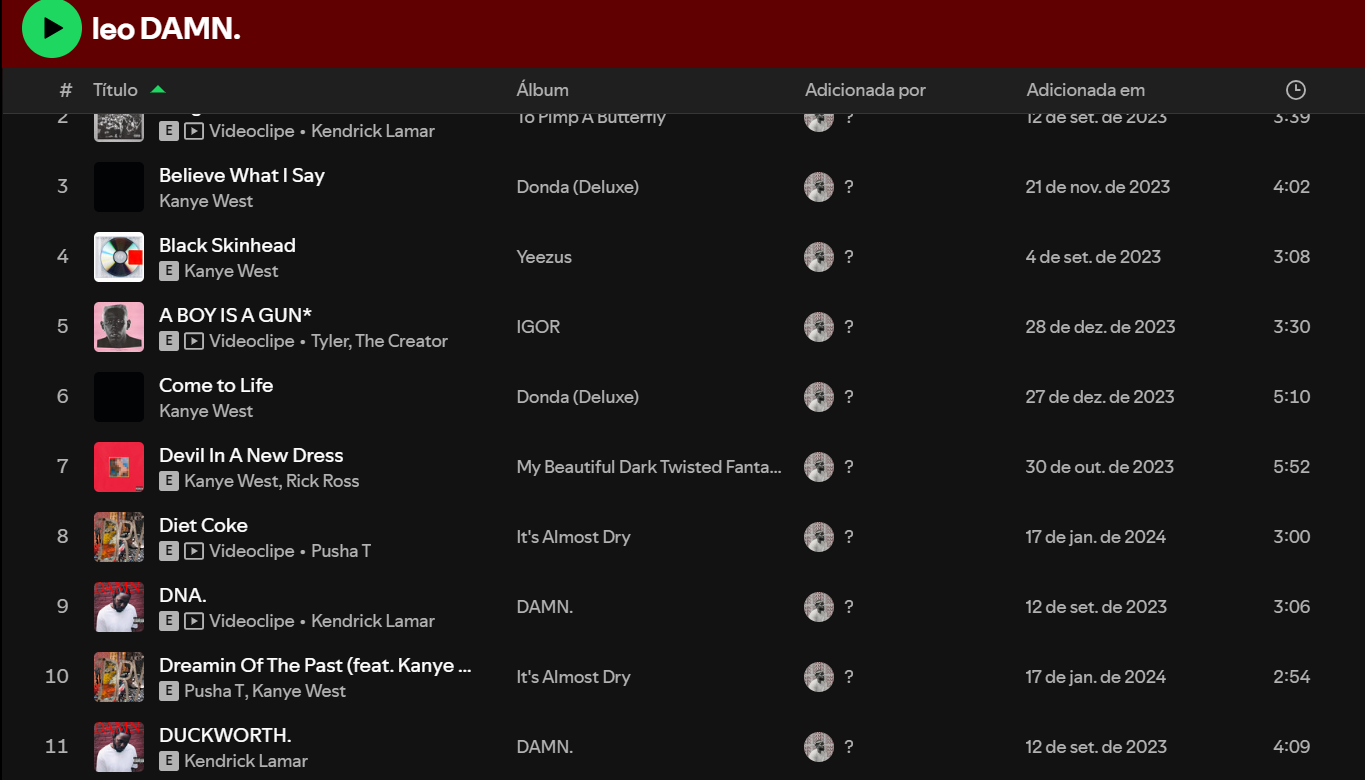 leo DAMN.
# Título Álbum Adicionada por Adicionada em
2 E Videoclipe • Kendrick Lamar To Pimp A Butterfly ? 12 de set. de 2023 3:39
3 Believe What I Say Donda (Deluxe) ? 21 de nov. de 2023 4:02
Kanye West
4 Black Skinhead Yeezus ? 4 de set. de 2023 3:08
E Kanye West
5 A BOY IS A GUN* IGOR ? 28 de dez. de 2023 3:30
E Videoclipe • Tyler, The Creator
6 Come to Life Donda (Deluxe) ? 27 de dez. de 2023 5:10
Kanye West
7 Devil In A New Dress My Beautiful Dark Twisted Fanta... ? 30 de out. de 2023 5:52
E Kanye West, Rick Ross
8 Diet Coke It's Almost Dry ? 17 de jan. de 2024 3:00
E Videoclipe • Pusha T
9 DNA. DAMN. ? 12 de set. de 2023 3:06
E Videoclipe • Kendrick Lamar
10 Dreamin Of The Past (feat. Kanye ... It's Almost Dry ? 17 de jan. de 2024 2:54
E Pusha T, Kanye West
11 DUCKWORTH. DAMN. ? 12 de set. de 2023 4:09
E Kendrick Lamar